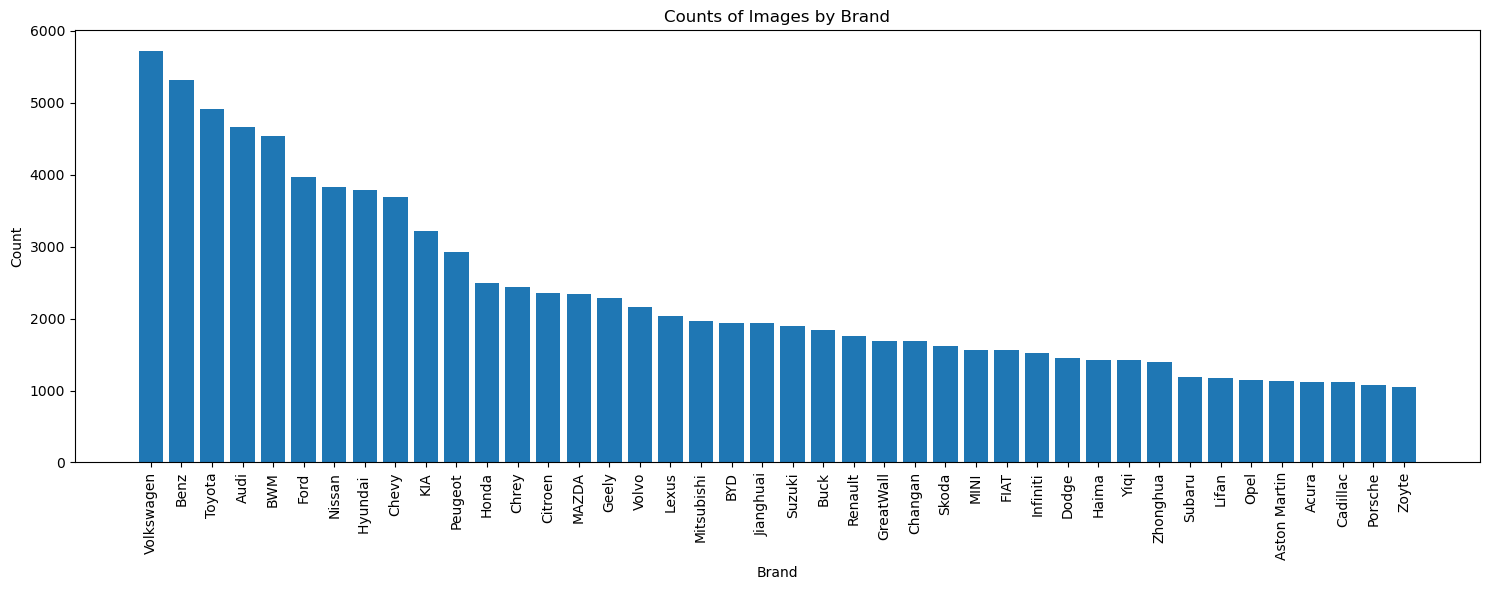 Counts of Images by Brand
6000
5000
4000
3000
2000
1000
0
Count
Volkswagen
Benz
Toyota
Audi
BWM
Ford
Nissan
Hyundai
Chevy
KIA
Peugeot
Honda
Chrey
Citroen
MAZDA
Geely
Volvo
Lexus
Mitsubishi
BYD
Jianghuai
Suzuki
Buck
Renault
GreatWall
Changan
Skoda
MINI
FIAT
Infiniti
Dodge
Haima
Yiqi
Zhonghua
Subaru
Lifan
Opel
Aston Martin
Acura
Cadillac
Porsche
Zoyte
Brand